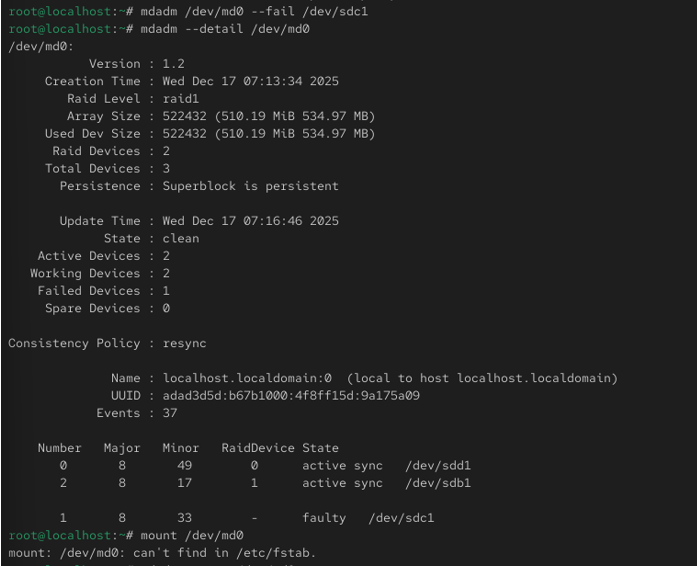 root@localhost:~# mdadm /dev/md0 --fail /dev/sdc1
root@localhost:~# mdadm --detail /dev/md0
/dev/md0:
Version : 1.2
Creation Time : Wed Dec 17 07:13:34 2025
Raid Level : raid1
Array Size : 522432 (510.19 MiB 534.97 MB)
Used Dev Size : 522432 (510.19 MiB 534.97 MB)
Raid Devices : 2
Total Devices : 3
Persistence : Superblock is persistent
Update Time : Wed Dec 17 07:16:46 2025
State : clean
Active Devices : 2
Working Devices : 2
Failed Devices : 1
Spare Devices : 0
Consistency Policy : resync
Name : localhost.localdomain:0 (local to host localhost.localdomain)
UUID : adad3d5d:b67b1000:4f8ff15d:9a175a09
Events : 37
Number Major Minor RaidDevice State
0 8 49 0 active sync /dev/sdd1
2 8 17 1 active sync /dev/sdb1
1 8 33 - faulty /dev/sdc1
root@localhost:~# mount /dev/md0
mount: /dev/md0: can't find in /etc/fstab.